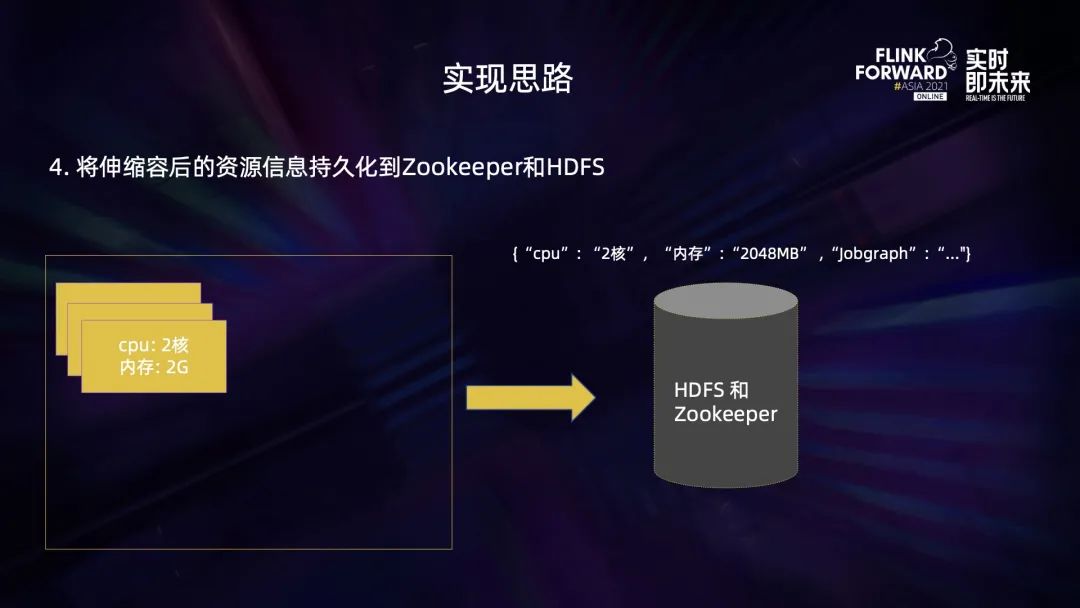 实现思路
FLINK
FORWARD
#ASIA 2021
ONLINE
实时
即未来
REAL-TIME IS THE FUTURE
4. 将伸缩容后的资源信息持久化到Zookeeper和HDFS
{ “cpu” : “2核” , “内存” : “2048MB” , “Jobgraph” : “..."}
cpu: 2核
内存: 2G
HDFS 和
Zookeeper